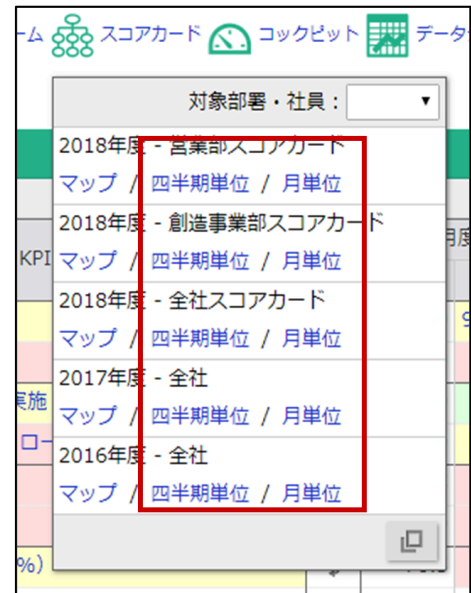 ーム スコアカード コックピット データ
対象部署・社員：
2018年度 - 営業部スコアカード
マップ / 四半期単位 / 月単位
2018年度 - 創造事業部スコアカード
月度
KPI
マップ / 四半期単位 / 月単位
2018年度 - 全社スコアカード
マップ / 四半期単位 / 月単位
2017年度 - 全社
実施
マップ / 四半期単位 / 月単位
ロー
2016年度 - 全社
マップ / 四半期単位 / 月単位
%)